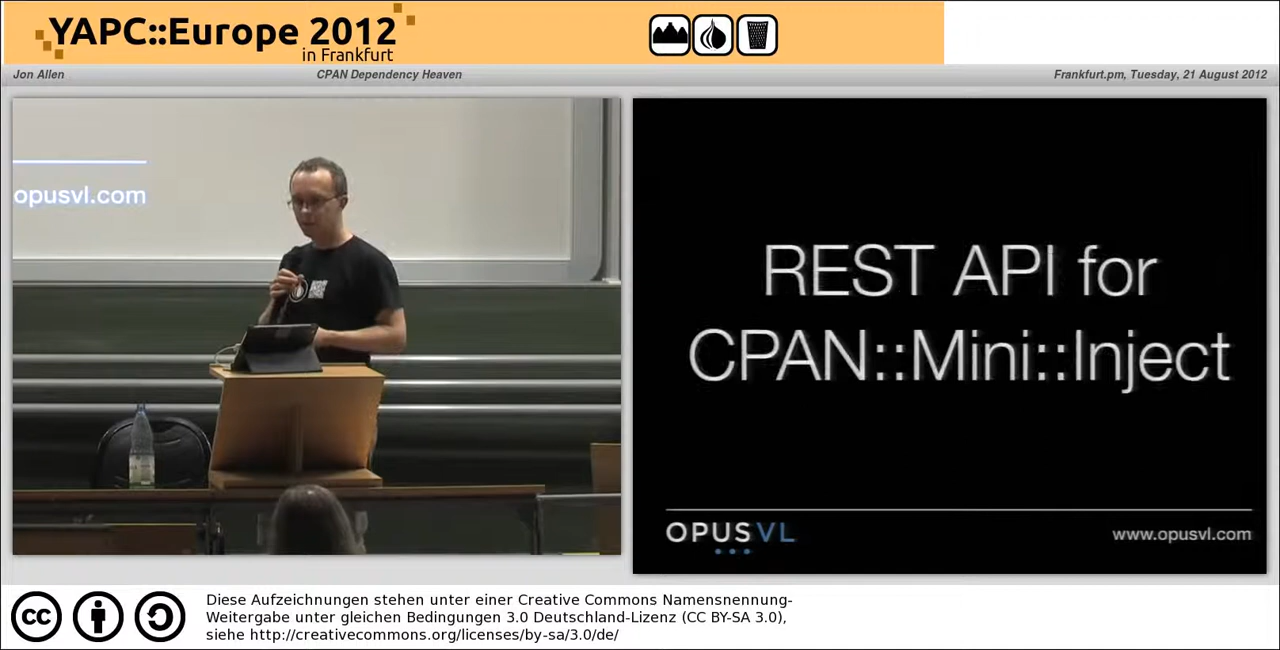 YAPC::Europe 2012
in Frankfurt
Jon Allen
CPAN Dependency Heaven
Frankfurt.pm, Tuesday, 21 August 2012
opusvl.com
REST API for
CPAN::Mini::Inject
OPUSVL
www.opusvl.com
cc
Diese Aufzeichnungen stehen unter einer Creative Commons Namensnennung-
Weitergabe unter gleichen Bedingungen 3.0 Deutschland-Lizenz (CC BY-SA 3.0),
siehe http://creativecommons.org/licenses/by-sa/3.0/de/